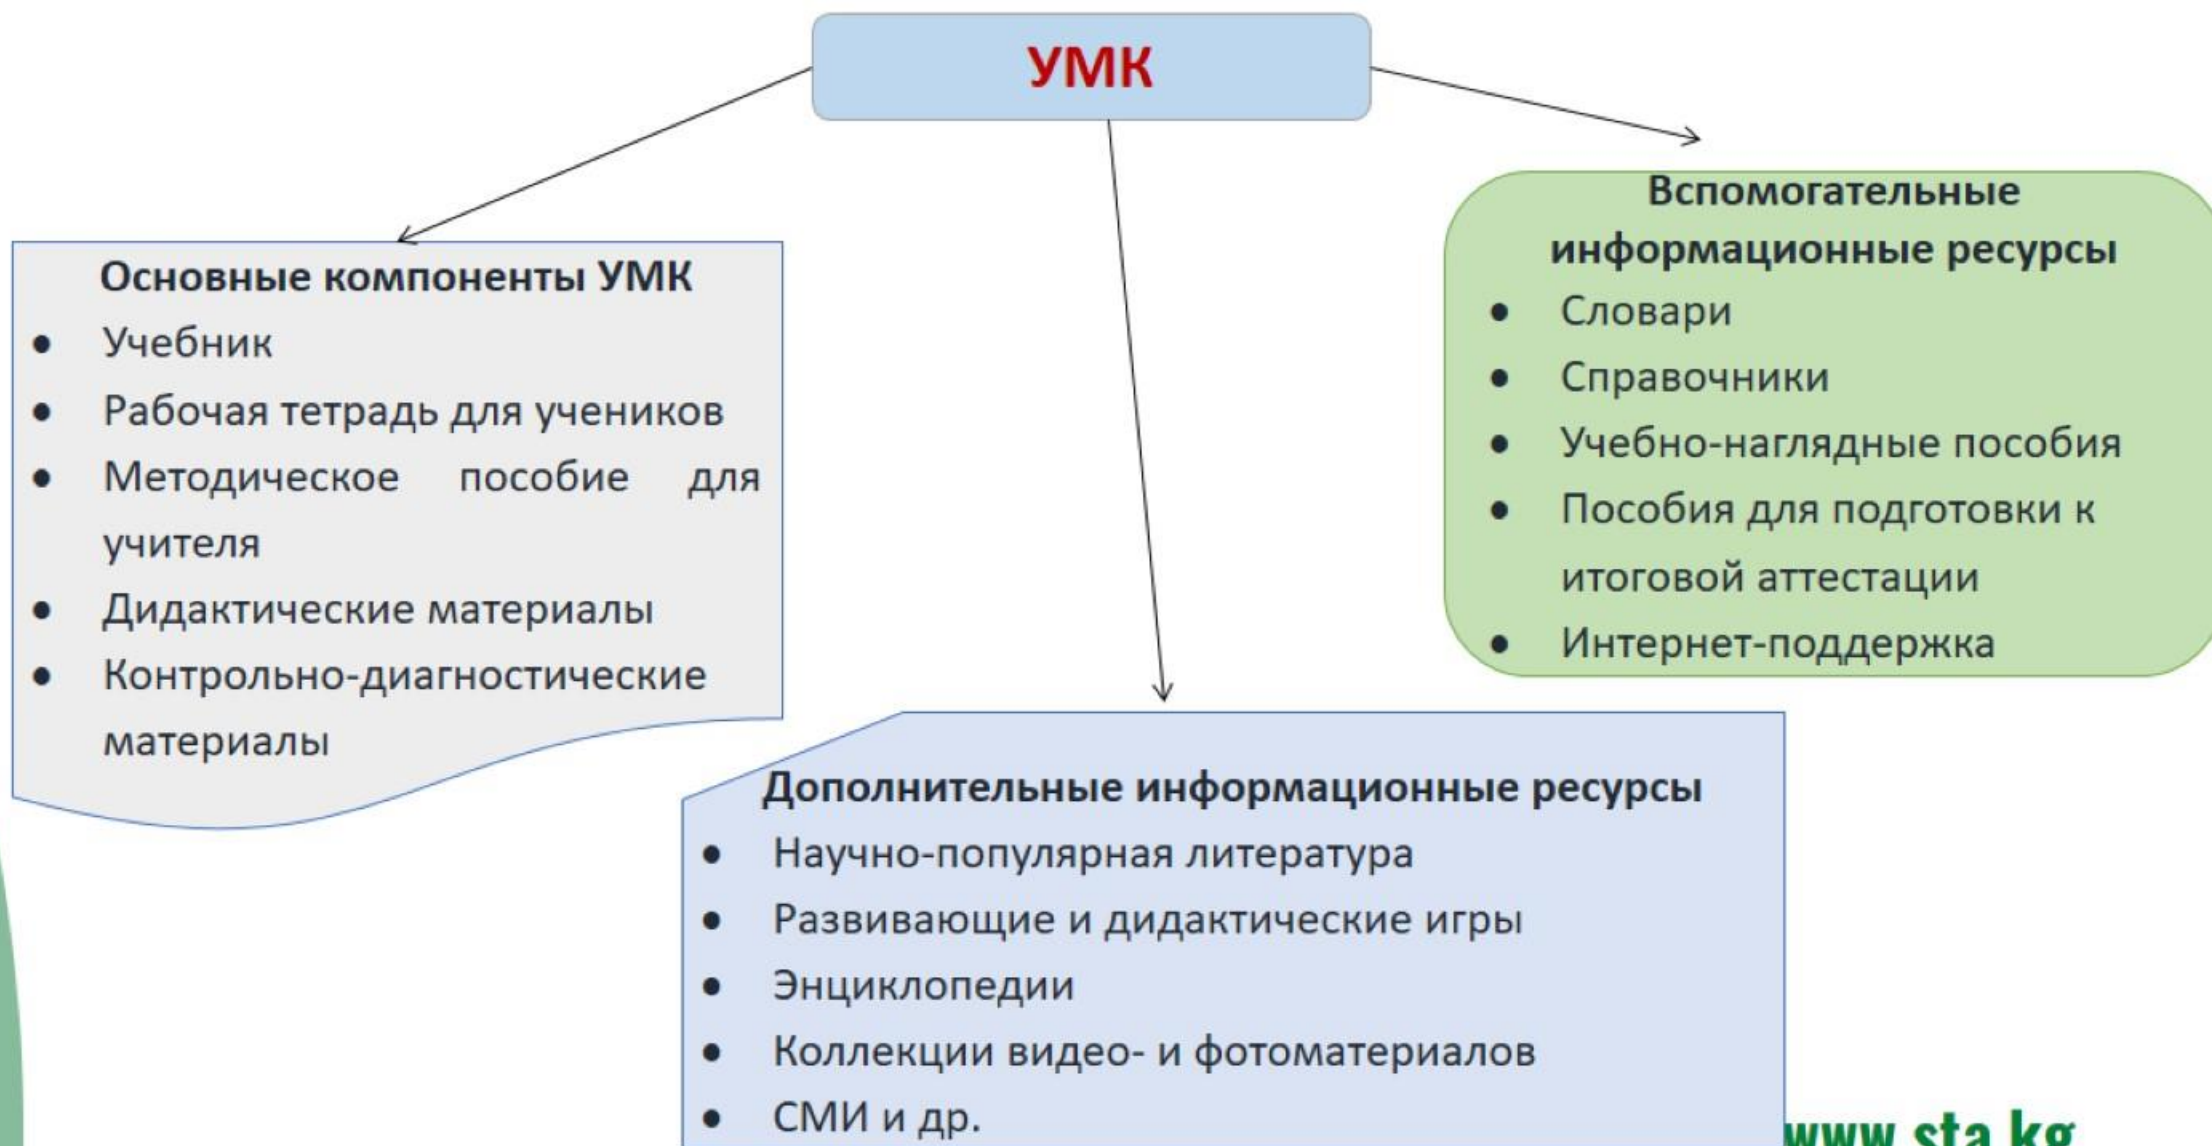 УМК
Основные компоненты УМК
● Учебник
● Рабочая тетрадь для учеников
● Методическое пособие для
учителя
● Дидактические материалы
● Контрольно-диагностические
материалы
Вспомогательные
информационные ресурсы
● Словари
● Справочники
● Учебно-наглядные пособия
● Пособия для подготовки к
итоговой аттестации
● Интернет-поддержка
Дополнительные информационные ресурсы
● Научно-популярная литература
● Развивающие и дидактические игры
● Энциклопедии
● Коллекции видео- и фотоматериалов
● СМИ и др.
www.sta.kg